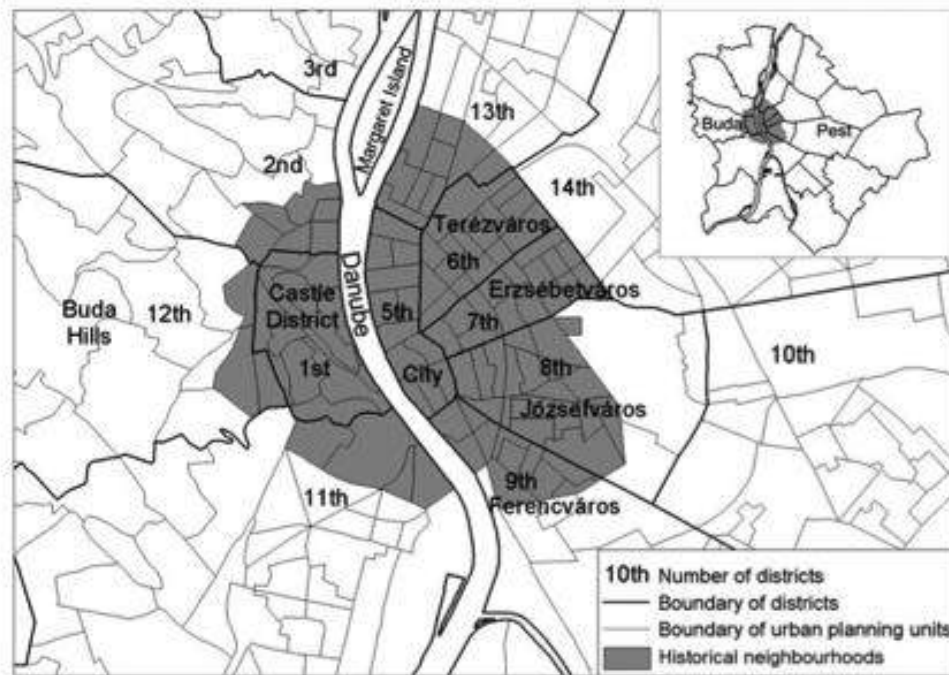 3rd
Margaret Island
13th
2nd
Buda
Pest
14th
Terézváros
6th
Danube
Erzsébetváros
Castle
District
5th
7th
Buda
Hills
12th
10th
1st
City
8th
Józséfváros
9th
Ferencváros
11th
10th Number of districts
Boundary of districts
Boundary of urban planning units
Historical neighbourhoods